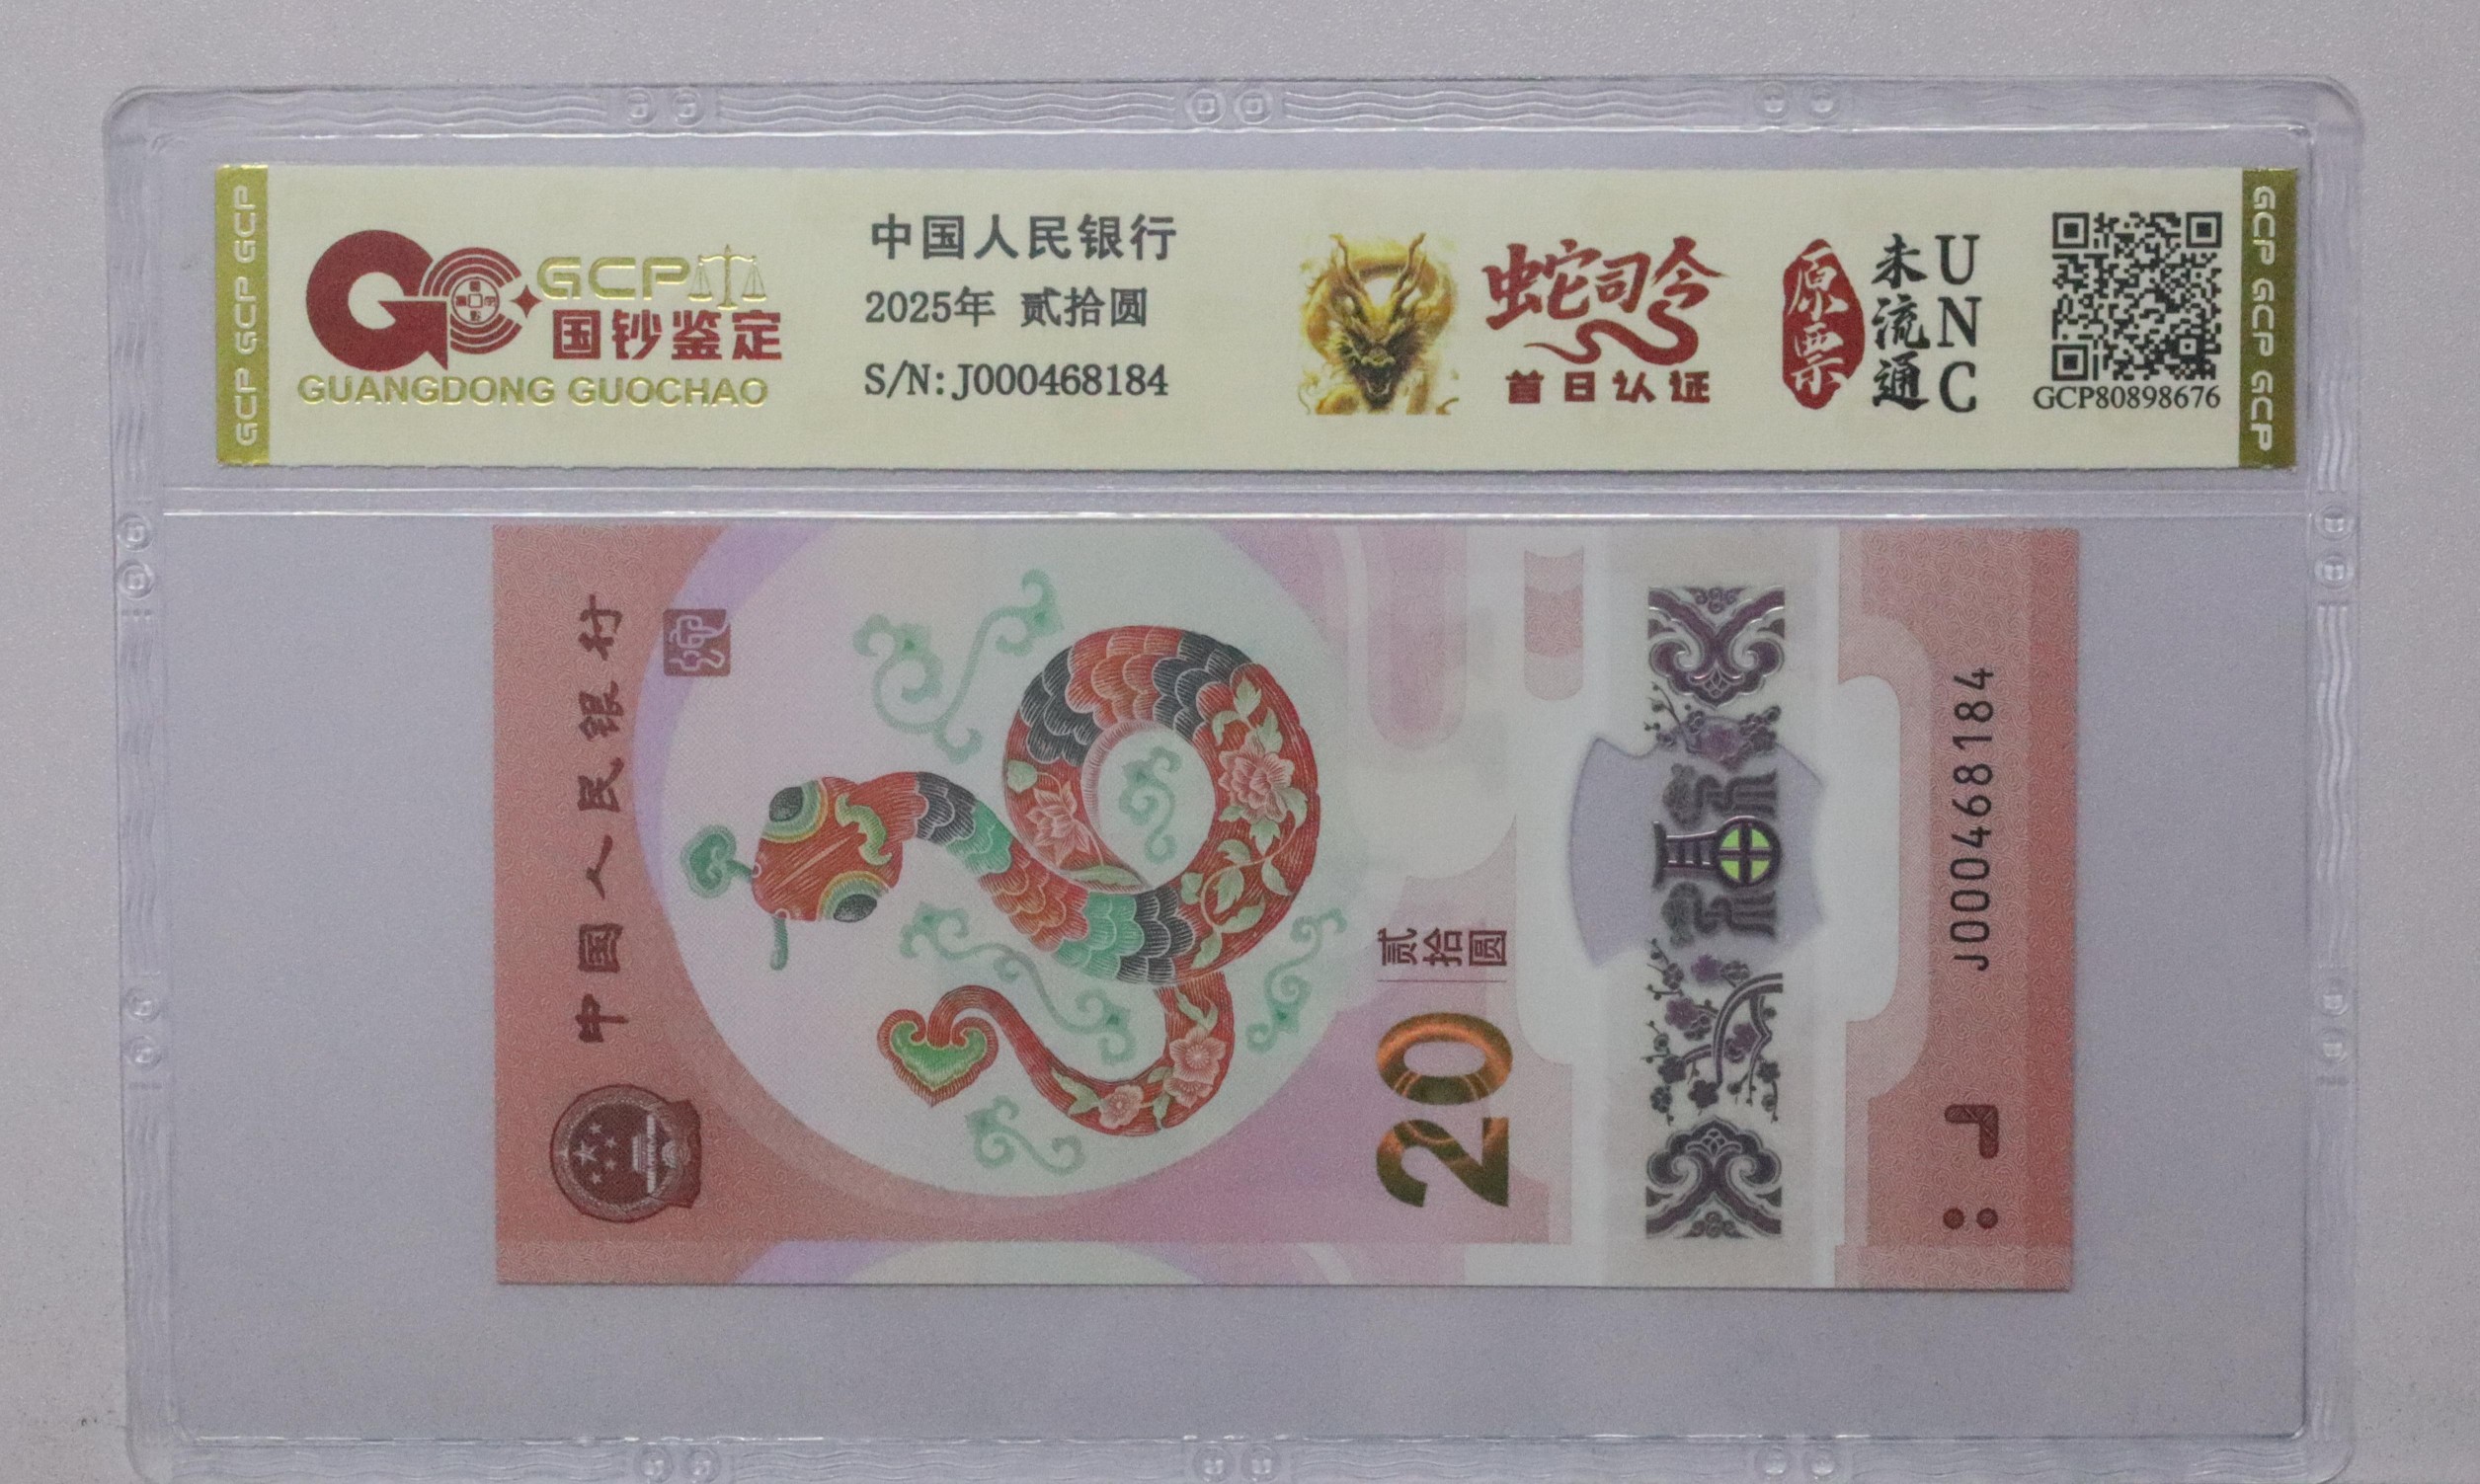 GCP GCP GCP
GCP
国钞鉴定
GUANGDONG GUOCHAO
中国人民银行
2025年 贰拾圆
S/N:J000468184
蛇司令
首日认证
原票
未流通
UNC
GCP80898676
GCP GCP GCP
中国人民银行
20
贰拾圆
J000468184